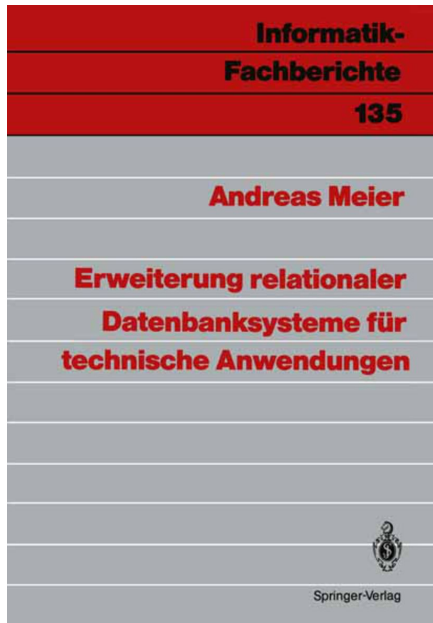 Informatik-
Fachberichte
135
Andreas Meier
Erweiterung relationaler
Datenbanksysteme für
technische Anwendungen
Springer-Verlag